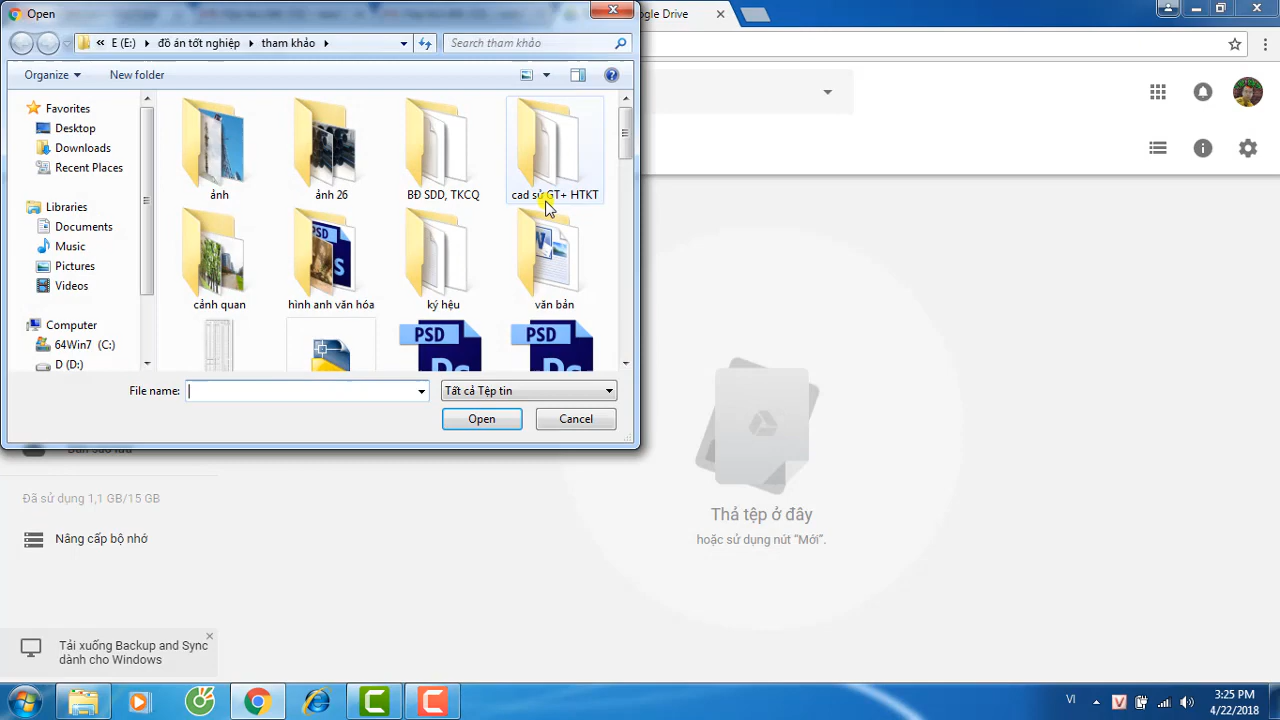 Open
gle Drive
« E (E:) ▸ đồ án tốt nghiệp ▸ tham khảo ▸
Search tham khảo
Organize
New folder
Favorites
Desktop
Downloads
Recent Places
Libraries
Documents
Music
Pictures
Videos
Computer
64Win7 (C:)
D (D:)
ảnh
ảnh 26
BĐ SDD, TKCQ
cad sử GT+ HTKT
cảnh quan
hình anh văn hóa
ký hệu
văn bản
PSD
PSD
PSD
File name:
Tất cả Tệp tin
Open
Cancel
Đã sử dụng 1,1 GB/15 GB
Nâng cấp bộ nhớ
Thả tệp ở đây
hoặc sử dụng nút “Mới”.
Tải xuống Backup and Sync
dành cho Windows
VI
3:25 PM
4/22/2018